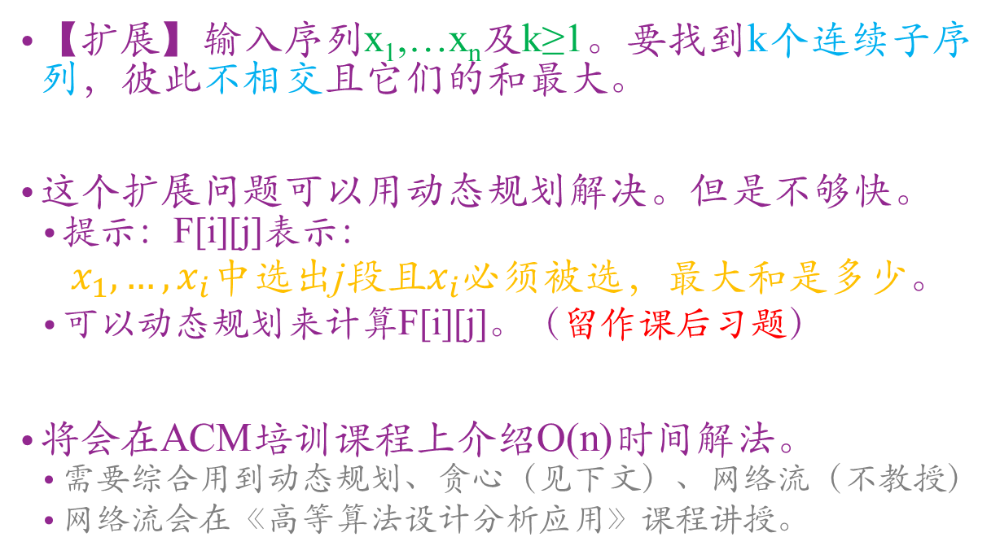 • 【扩展】输入序列x₁,…xₙ及k≥1。要找到k个连续子序
列，彼此不相交且它们的和最大。
• 这个扩展问题可以用动态规划解决。但是不够快。
• 提示：F[i][j]表示：
𝑥₁, … , 𝑥ᵢ中选出𝑗段且𝑥ᵢ必须被选，最大和是多少。
• 可以动态规划来计算F[i][j]。（留作课后习题）
• 将会在ACM培训课程上介绍O(n)时间解法。
• 需要综合用到动态规划、贪心（见下文）、网络流（不教授）
• 网络流会在《高等算法设计分析应用》课程讲授。